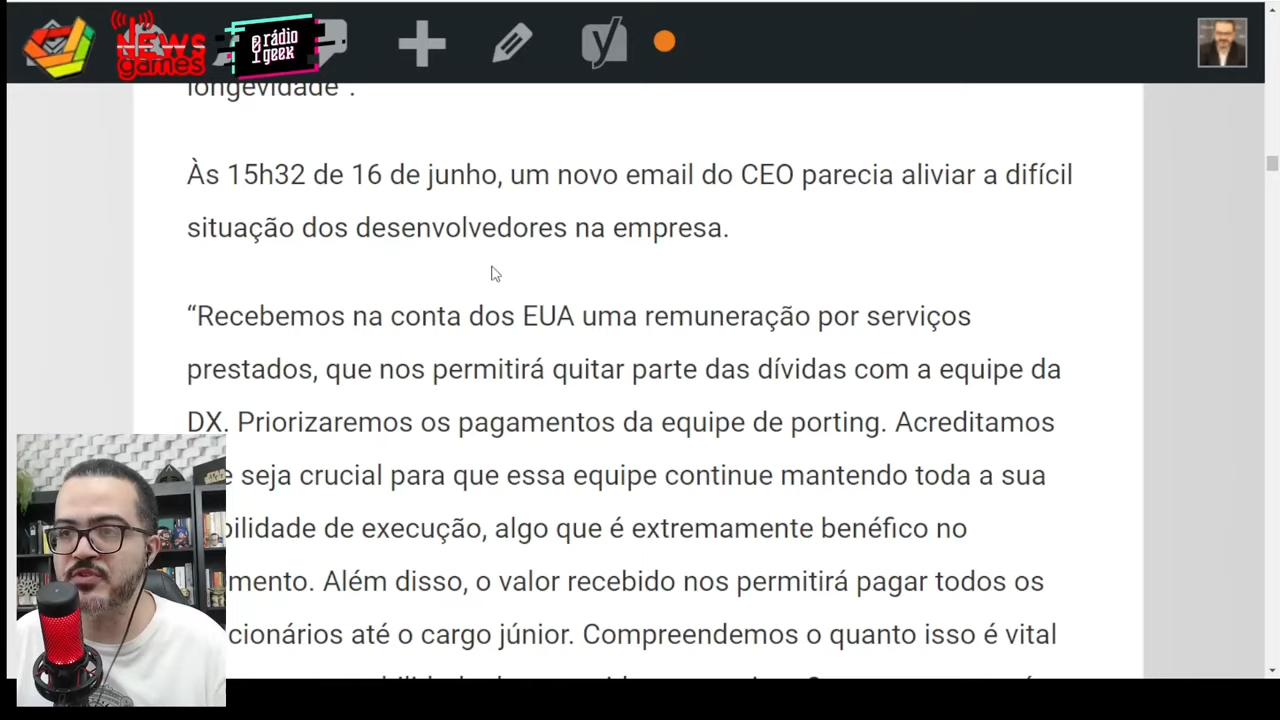 NEWS
games
rádio
geek
longevidade".
Às 15h32 de 16 de junho, um novo email do CEO parecia aliviar a difícil
situação dos desenvolvedores na empresa.
“Recebemos na conta dos EUA uma remuneração por serviços
prestados, que nos permitirá quitar parte das dívidas com a equipe da
DX. Priorizaremos os pagamentos da equipe de porting. Acreditamos
seja crucial para que essa equipe continue mantendo toda a sua
de execução, algo que é extremamente benéfico no
Além disso, o valor recebido nos permitirá pagar todos os
até o cargo júnior. Compreendemos o quanto isso é vital